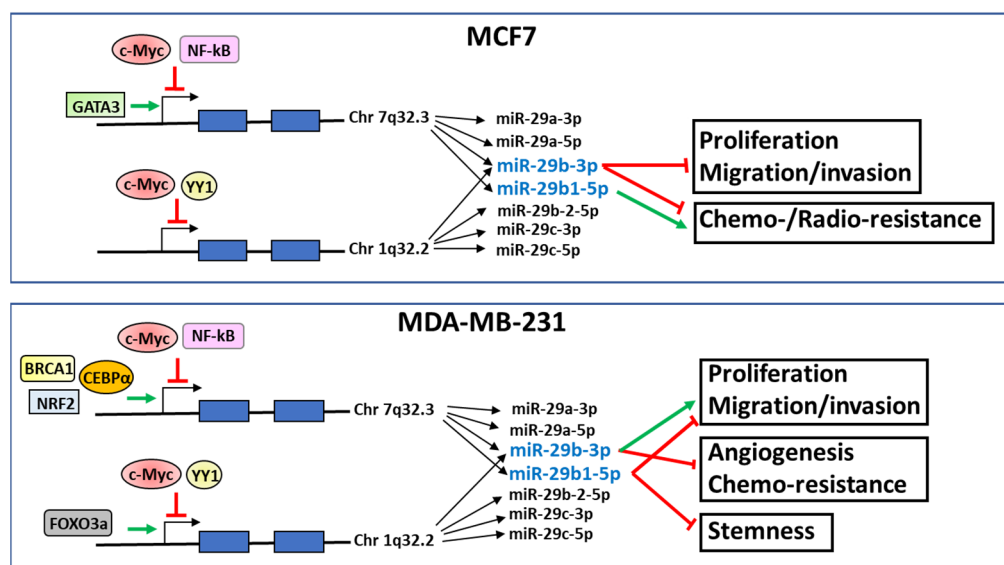 MCF7
c-Myc
NF-kB
GATA3
Chr 7q32.3
miR-29a-3p
miR-29a-5p
miR-29b-3p
miR-29b1-5p
miR-29b-2-5p
miR-29c-3p
miR-29c-5p
c-Myc
YY1
Chr 1q32.2
Proliferation
Migration/invasion
Chemo-/Radio-resistance
MDA-MB-231
c-Myc
NF-kB
BRCA1
CEBPα
NRF2
Chr 7q32.3
miR-29a-3p
miR-29a-5p
miR-29b-3p
miR-29b1-5p
miR-29b-2-5p
miR-29c-3p
miR-29c-5p
c-Myc
YY1
FOXO3a
Chr 1q32.2
Proliferation
Migration/invasion
Angiogenesis
Chemo-resistance
Stemness